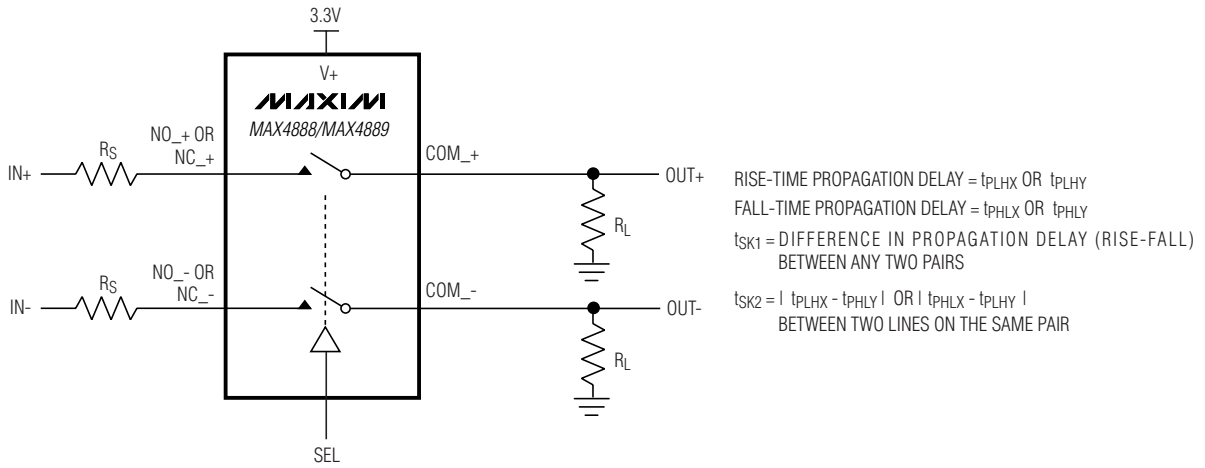 3.3V
V+
MAXIM
MAX4888/MAX4889
NO_+ OR
NC_+
RS
IN+
COM_+
OUT+
RL
NO_- OR
NC_-
RS
IN-
COM_-
OUT-
RL
SEL
RISE-TIME PROPAGATION DELAY = tPLHX OR tPLHY
FALL-TIME PROPAGATION DELAY = tPHLX OR tPHLY
tSK1 = DIFFERENCE IN PROPAGATION DELAY (RISE-FALL)
BETWEEN ANY TWO PAIRS
tSK2 = | tPLHX - tPHLY | OR | tPHLX - tPLHY |
BETWEEN TWO LINES ON THE SAME PAIR